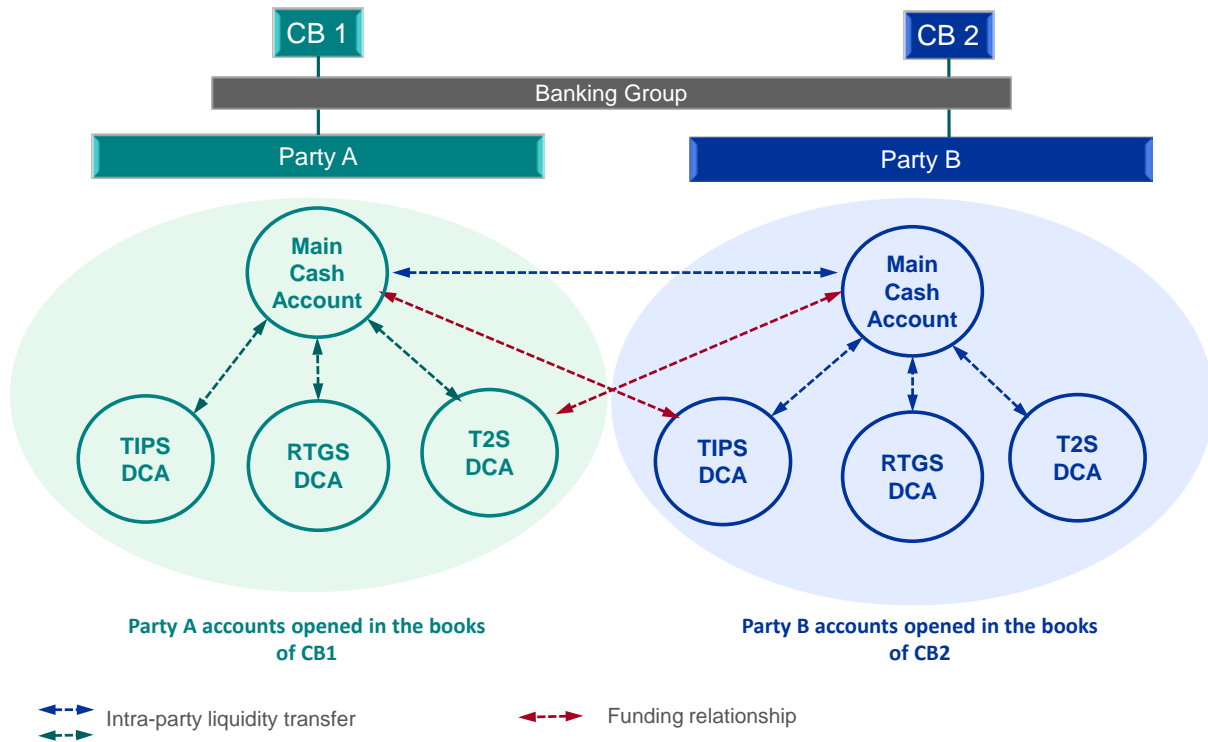 CB 1
CB 2
Banking Group
Party A
Party B
Main
Cash
Account
Main
Cash
Account
TIPS
DCA
RTGS
DCA
T2S
DCA
TIPS
DCA
RTGS
DCA
T2S
DCA
Party A accounts opened in the books
of CB1
Party B accounts opened in the books
of CB2
Intra-party liquidity transfer
Funding relationship